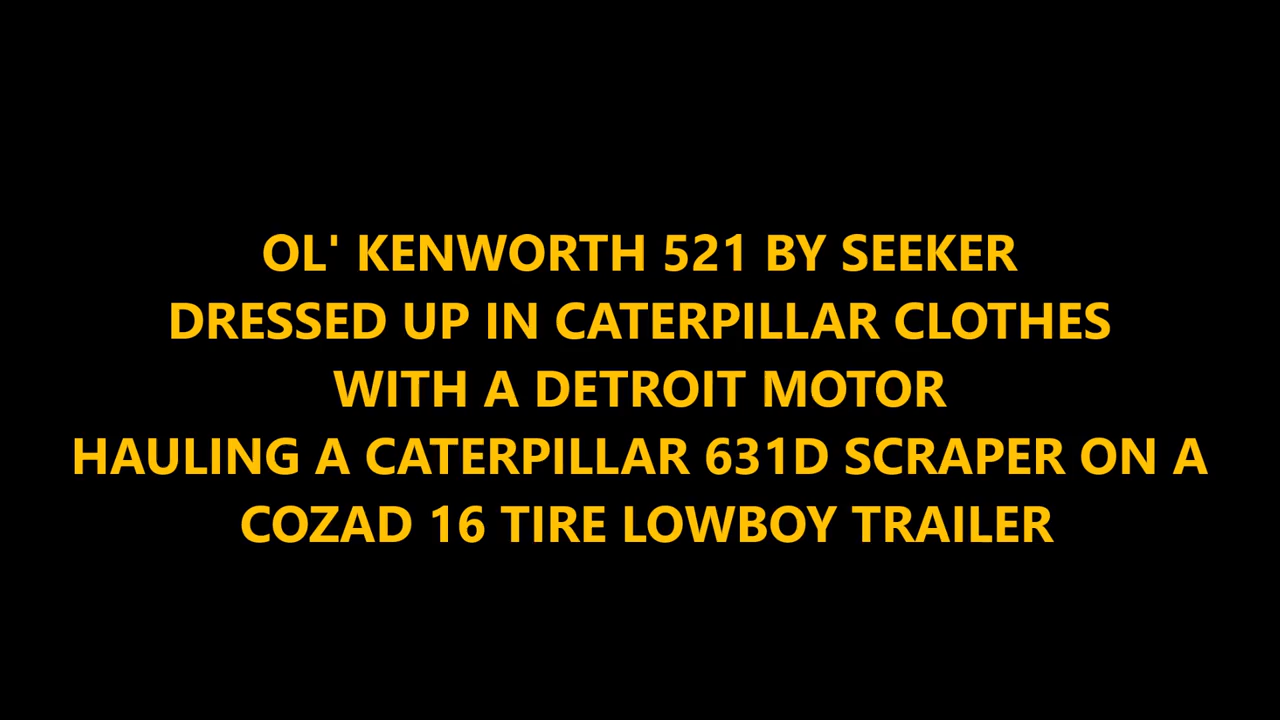 OL' KENWORTH 521 BY SEEKER
DRESSED UP IN CATERPILLAR CLOTHES
WITH A DETROIT MOTOR
HAULING A CATERPILLAR 631D SCRAPER ON A
COZAD 16 TIRE LOWBOY TRAILER